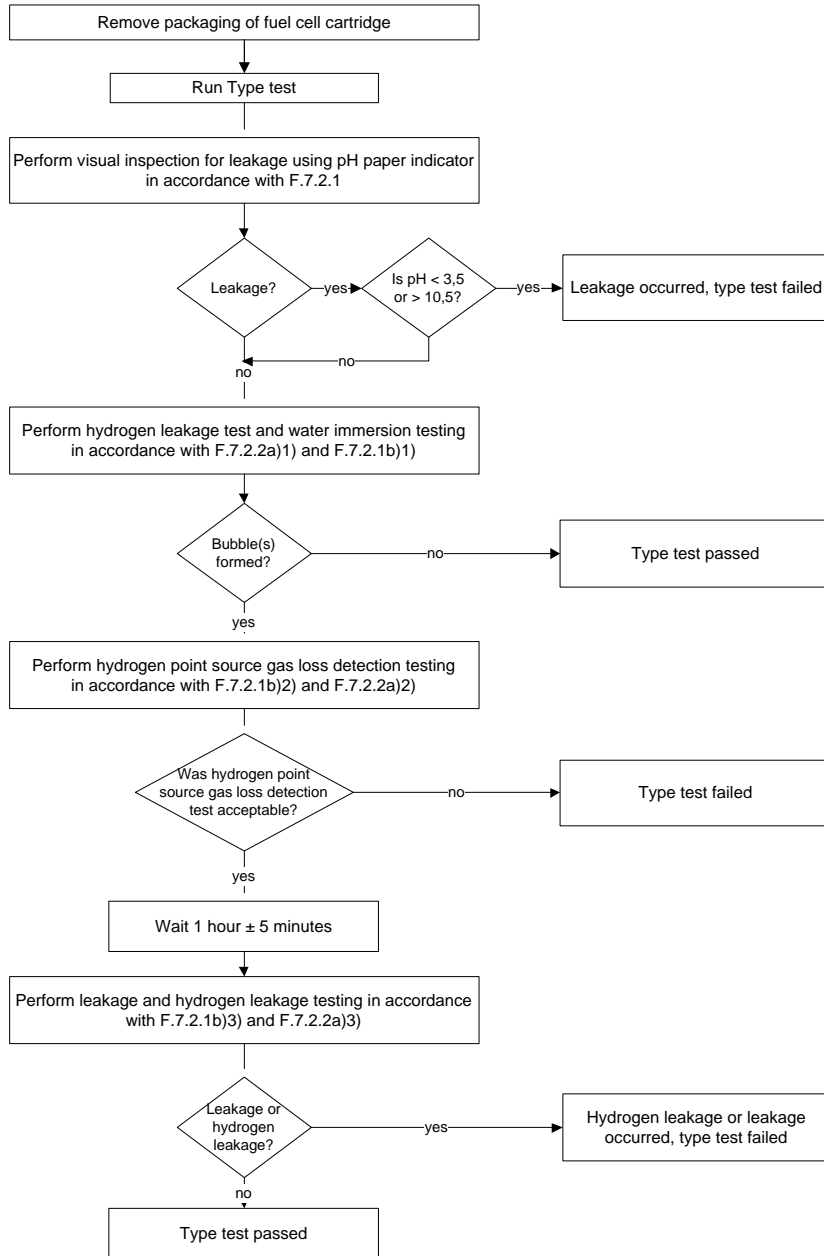 Remove packaging of fuel cell cartridge
Run Type test
Perform visual inspection for leakage using pH paper indicator
in accordance with F.7.2.1
Leakage?
yes
Is pH < 3,5
or > 10,5?
yes
Leakage occurred, type test failed
no
no
Perform hydrogen leakage test and water immersion testing
in accordance with F.7.2.2a)1) and F.7.2.1b)1)
Bubble(s)
formed?
no
Type test passed
yes
Perform hydrogen point source gas loss detection testing
in accordance with F.7.2.1b)2) and F.7.2.2a)2)
Was hydrogen point
source gas loss detection
test acceptable?
no
Type test failed
yes
Wait 1 hour ± 5 minutes
Perform leakage and hydrogen leakage testing in accordance
with F.7.2.1b)3) and F.7.2.2a)3)
Leakage or
hydrogen
leakage?
yes
Hydrogen leakage or leakage
occurred, type test failed
no
Type test passed